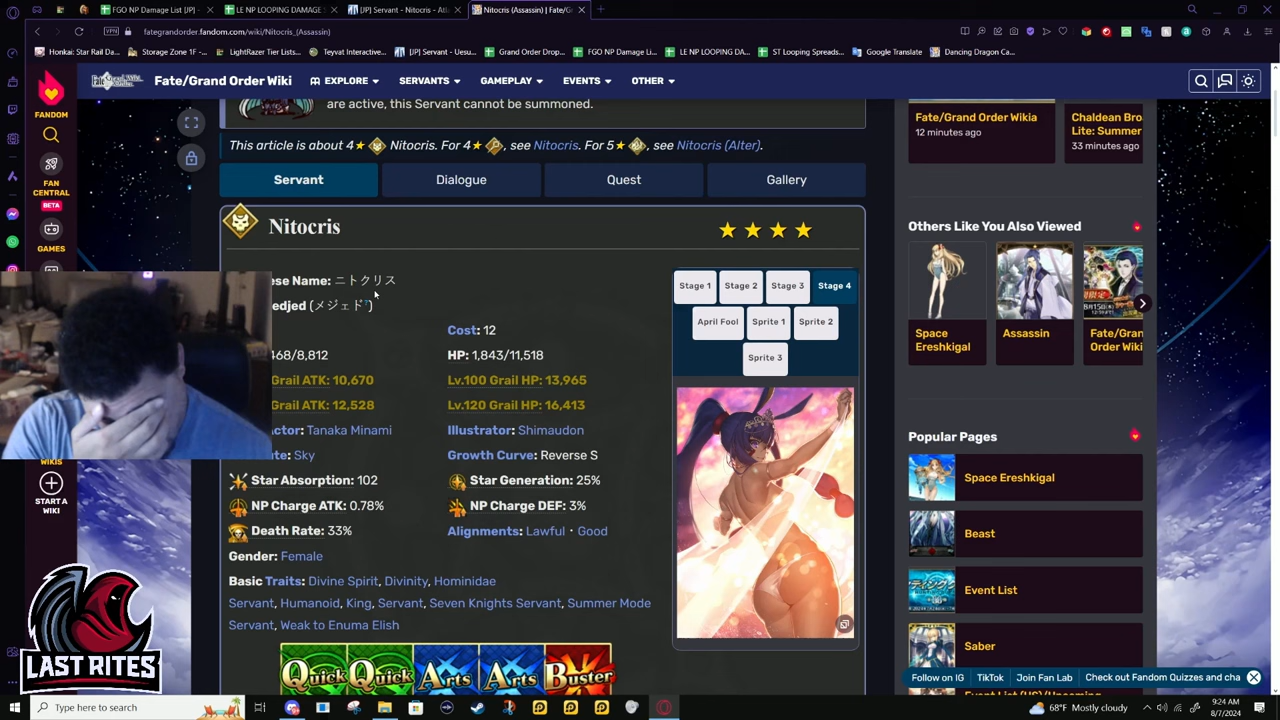 FGO NP Damage List [JP]
LE NP LOOPING DAMAGE
[JP] Servant - Nitocris - Atl
Nitocris (Assassin) | Fate/G
VPN
fategrandorder.fandom.com/wiki/Nitocris_(Assassin)
Honkai: Star Rail Da...
Storage Zone 1F -...
LightRazer Tier Lists...
Teyvat Interactive...
[JP] Servant - Uesu...
Grand Order Drop...
FGO NP Damage Li...
LE NP LOOPING DA...
ST Looping Spreads...
Google Translate
Dancing Dragon Ca...
FANDOM
Fate/Grand Order Wiki
EXPLORE
SERVANTS
GAMEPLAY
EVENTS
OTHER
FAN
CENTRAL
BETA
GAMES
WIKIS
START A
WIKI
are active, this Servant cannot be summoned.
This article is about 4★ Nitocris. For 4★, see Nitocris. For 5★, see Nitocris (Alter).
Servant
Dialogue
Quest
Gallery
Nitocris
ese Name: ニトクリス
edjed (メジェド?)
Cost: 12
468/8,812
HP: 1,843/11,518
Grail ATK: 10,670
Lv.100 Grail HP: 13,965
Grail ATK: 12,528
Lv.120 Grail HP: 16,413
Actor: Tanaka Minami
Illustrator: Shimaudon
te: Sky
Growth Curve: Reverse S
Star Absorption: 102
Star Generation: 25%
NP Charge ATK: 0.78%
NP Charge DEF: 3%
Death Rate: 33%
Alignments: Lawful・Good
Gender: Female
Basic Traits: Divine Spirit, Divinity, Hominidae
Servant, Humanoid, King, Servant, Seven Knights Servant, Summer Mode
Servant, Weak to Enuma Elish
Quick Quick Arts Arts Buster
Stage 1
Stage 2
Stage 3
Stage 4
April Fool
Sprite 1
Sprite 2
Sprite 3
Fate/Grand Order Wikia
12 minutes ago
Chaldean Bro
Lite: Summer
33 minutes ago
Others Like You Also Viewed
Space
Ereshkigal
Assassin
Fate/Gran
Order Wiki
Popular Pages
Space Ereshkigal
Beast
Event List
Saber
Event List (US)/Upcoming
Follow on IG
TikTok
Join Fan Lab
Check out Fandom Quizzes and cha
LAST RITES
Type here to search
68°F Mostly cloudy
9:24 AM
8/7/2024